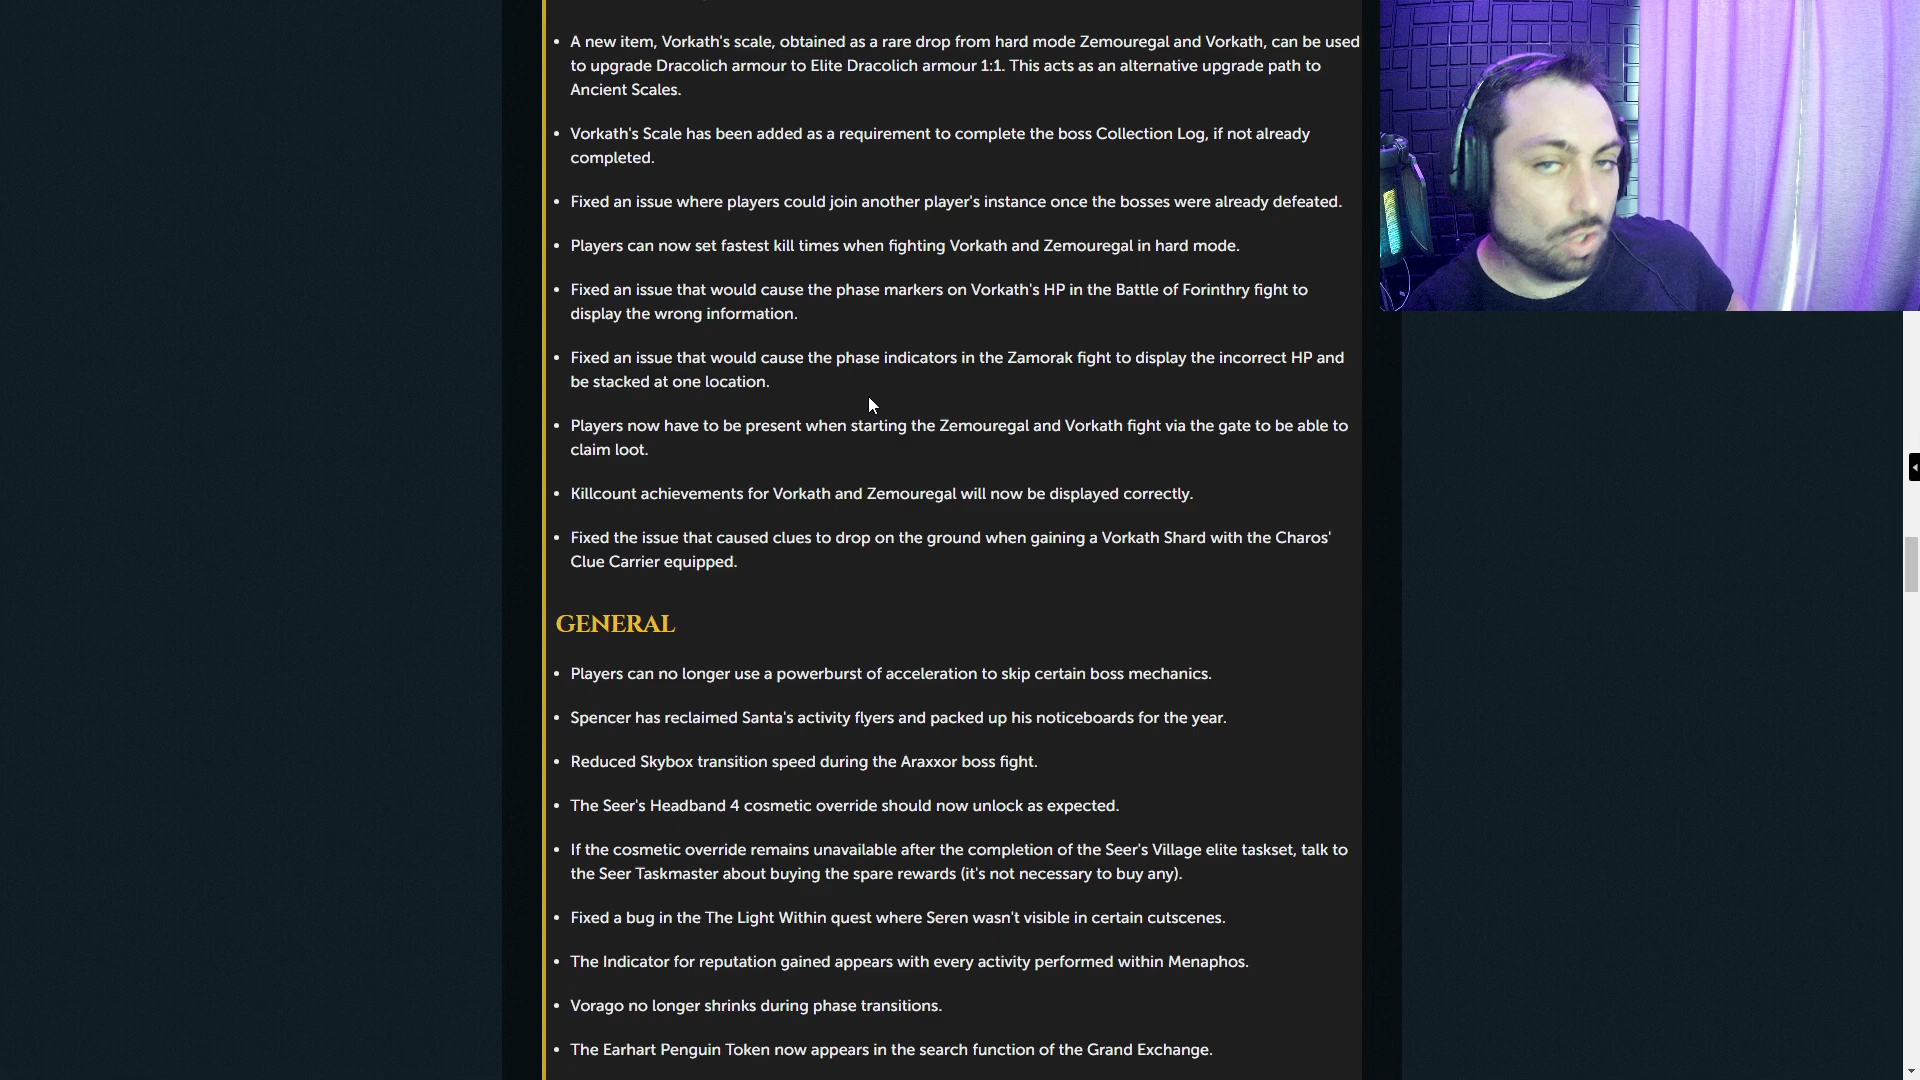 • A new item, Vorkath's scale, obtained as a rare drop from hard mode Zemouregal and Vorkath, can be used
to upgrade Dracolich armour to Elite Dracolich armour 1:1. This acts as an alternative upgrade path to
Ancient Scales.
• Vorkath's Scale has been added as a requirement to complete the boss Collection Log, if not already
completed.
• Fixed an issue where players could join another player's instance once the bosses were already defeated.
• Players can now set fastest kill times when fighting Vorkath and Zemouregal in hard mode.
• Fixed an issue that would cause the phase markers on Vorkath's HP in the Battle of Forinthry fight to
display the wrong information.
• Fixed an issue that would cause the phase indicators in the Zamorak fight to display the incorrect HP and
be stacked at one location.
• Players now have to be present when starting the Zemouregal and Vorkath fight via the gate to be able to
claim loot.
• Killcount achievements for Vorkath and Zemouregal will now be displayed correctly.
• Fixed the issue that caused clues to drop on the ground when gaining a Vorkath Shard with the Charos'
Clue Carrier equipped.
GENERAL
• Players can no longer use a powerburst of acceleration to skip certain boss mechanics.
• Spencer has reclaimed Santa's activity flyers and packed up his noticeboards for the year.
• Reduced Skybox transition speed during the Araxxor boss fight.
• The Seer's Headband 4 cosmetic override should now unlock as expected.
• If the cosmetic override remains unavailable after the completion of the Seer's Village elite taskset, talk to
the Seer Taskmaster about buying the spare rewards (it's not necessary to buy any).
• Fixed a bug in the The Light Within quest where Seren wasn't visible in certain cutscenes.
• The Indicator for reputation gained appears with every activity performed within Menaphos.
• Vorago no longer shrinks during phase transitions.
• The Earhart Penguin Token now appears in the search function of the Grand Exchange.